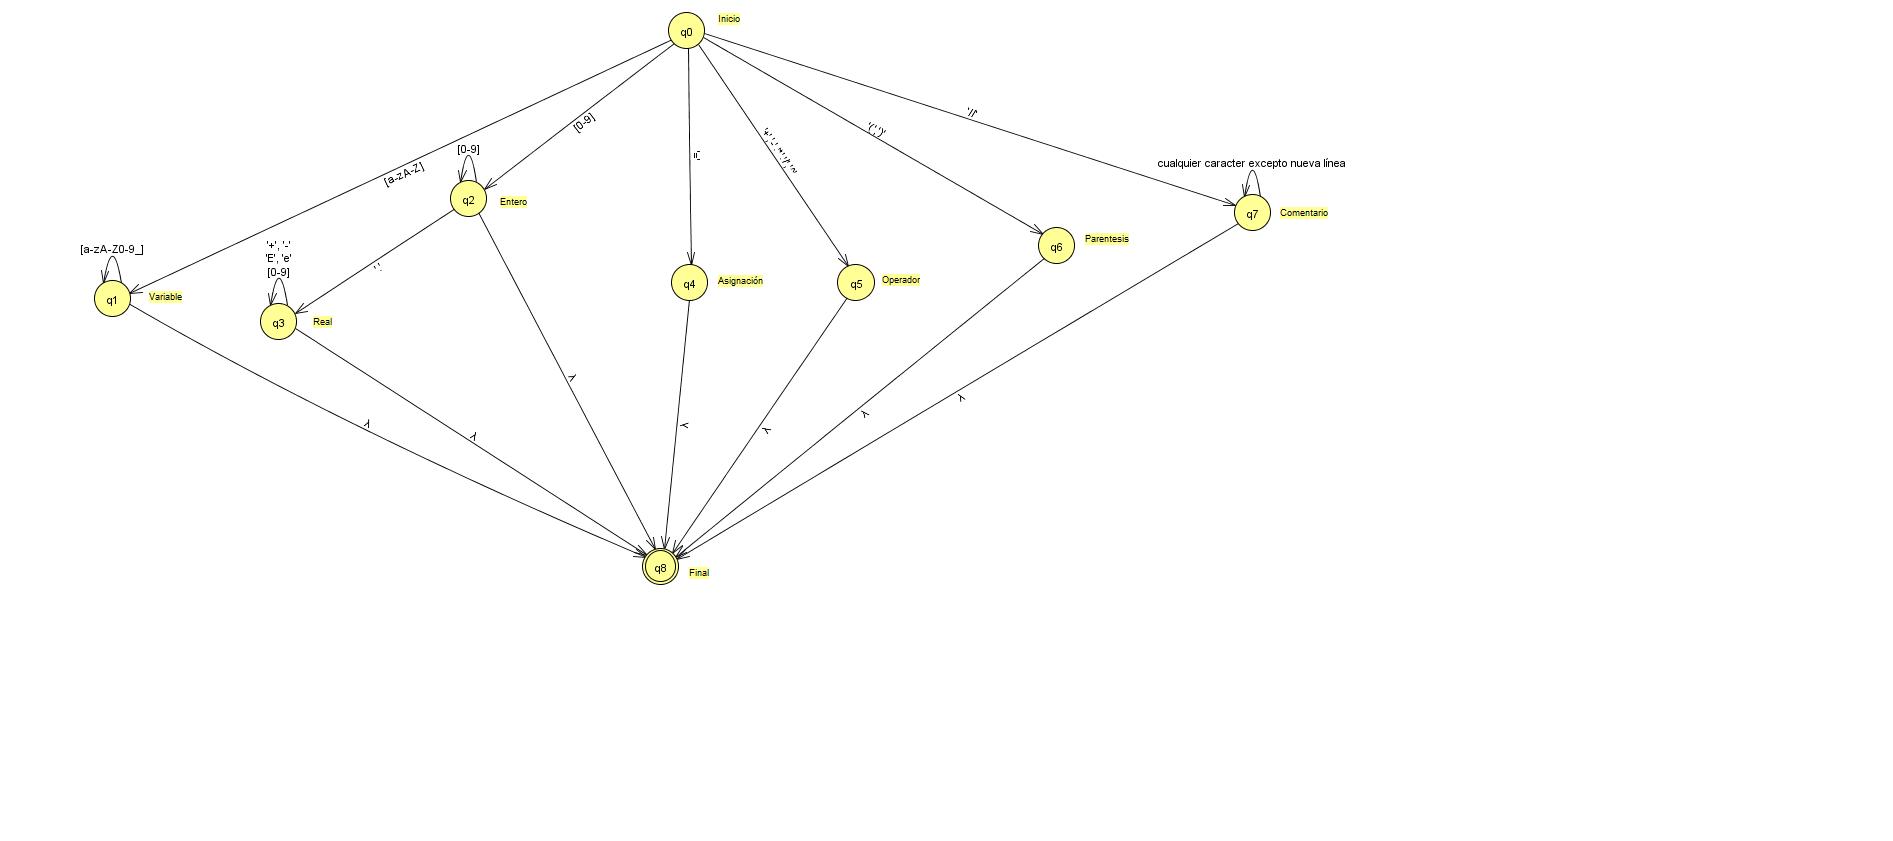 q0
Inicio
[a-zA-Z]
[0-9]
'='
'(',')'
'//'
[0-9]
q2
Entero
cualquier caracter excepto nueva línea
q7
Comentario
q6
Parentesis
[a-zA-Z0-9_]
q1
Variable
'+', '-'
'E', 'e'
[0-9]
q3
Real
'.'
q4
Asignación
q5
Operador
λ
λ
λ
λ
λ
λ
λ
q8
Final